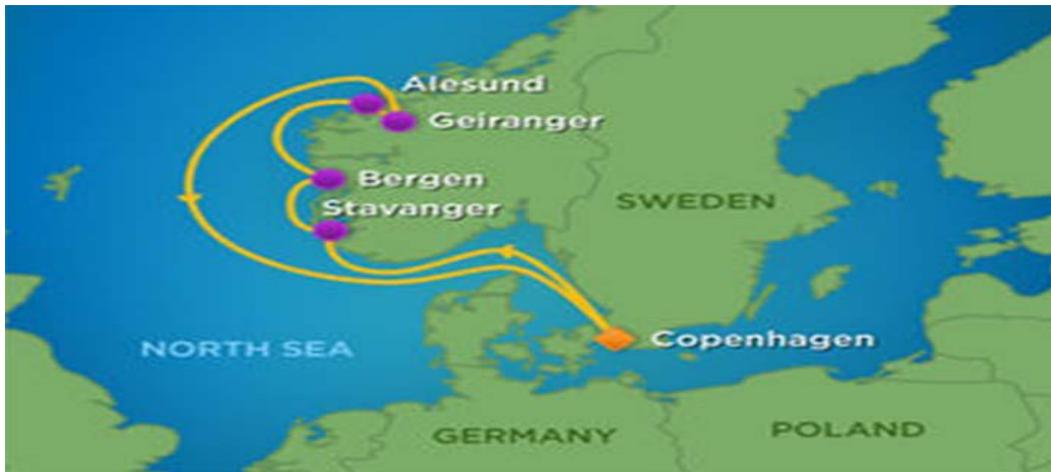 Alesund
Geiranger
Bergen
Stavanger
SWEDEN
Copenhagen
NORTH SEA
GERMANY
POLAND